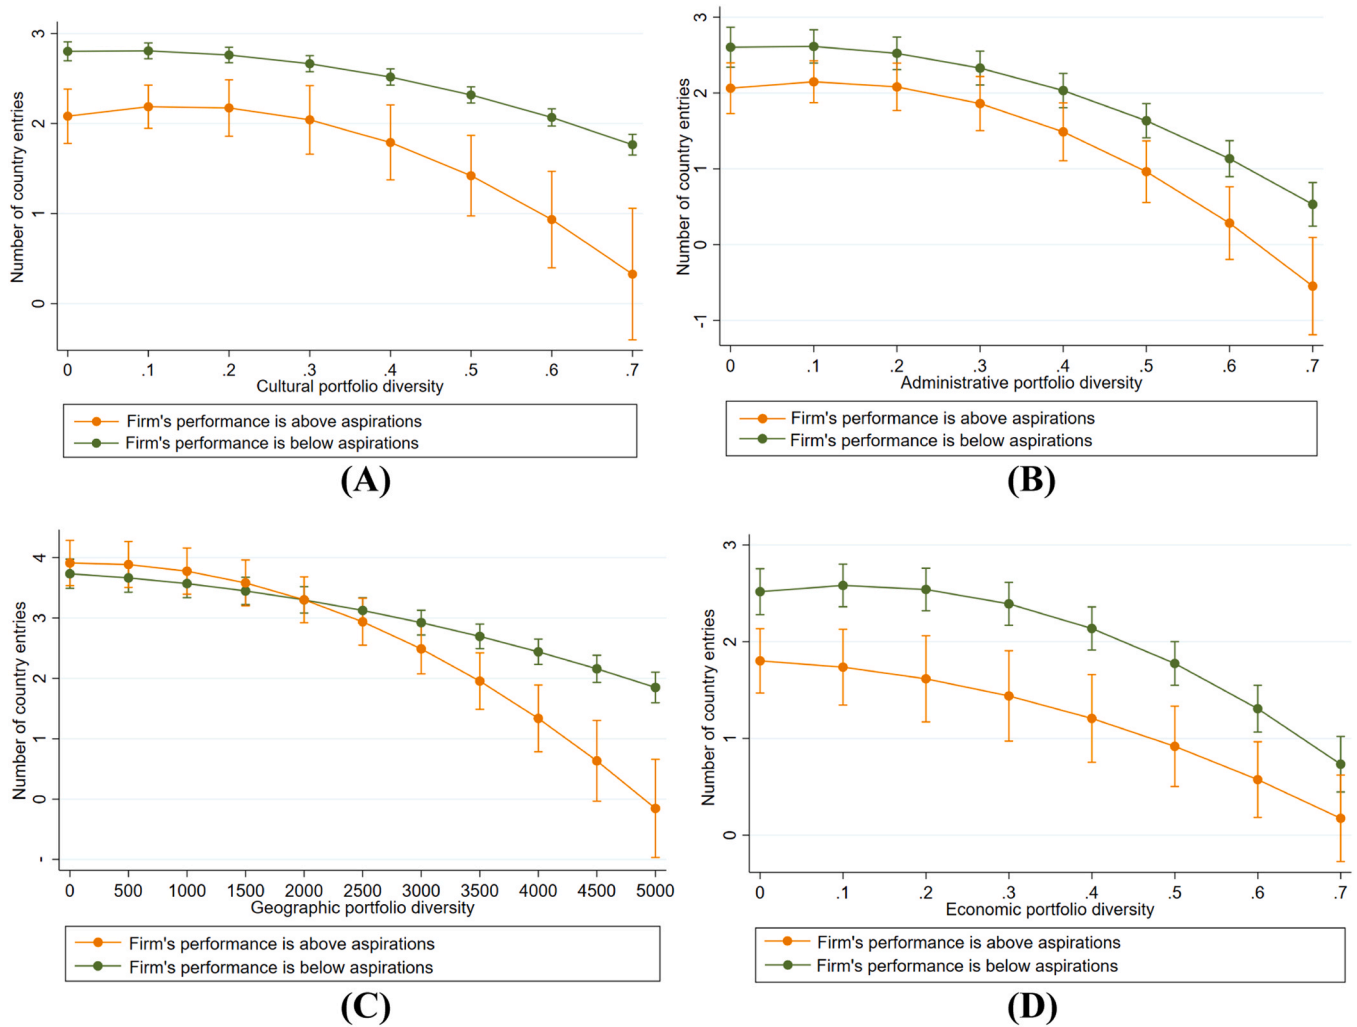 Number of country entries
3
2
1
0
0 .1 .2 .3 .4 .5 .6 .7
Cultural portfolio diversity
Firm's performance is above aspirations
Firm's performance is below aspirations
(A)
Number of country entries
3
2
1
0
-1
0 .1 .2 .3 .4 .5 .6 .7
Administrative portfolio diversity
Firm's performance is above aspirations
Firm's performance is below aspirations
(B)
Number of country entries
4
3
2
1
0
-
0 500 1000 1500 2000 2500 3000 3500 4000 4500 5000
Geographic portfolio diversity
Firm's performance is above aspirations
Firm's performance is below aspirations
(C)
Number of country entries
3
2
1
0
0 .1 .2 .3 .4 .5 .6 .7
Economic portfolio diversity
Firm's performance is above aspirations
Firm's performance is below aspirations
(D)